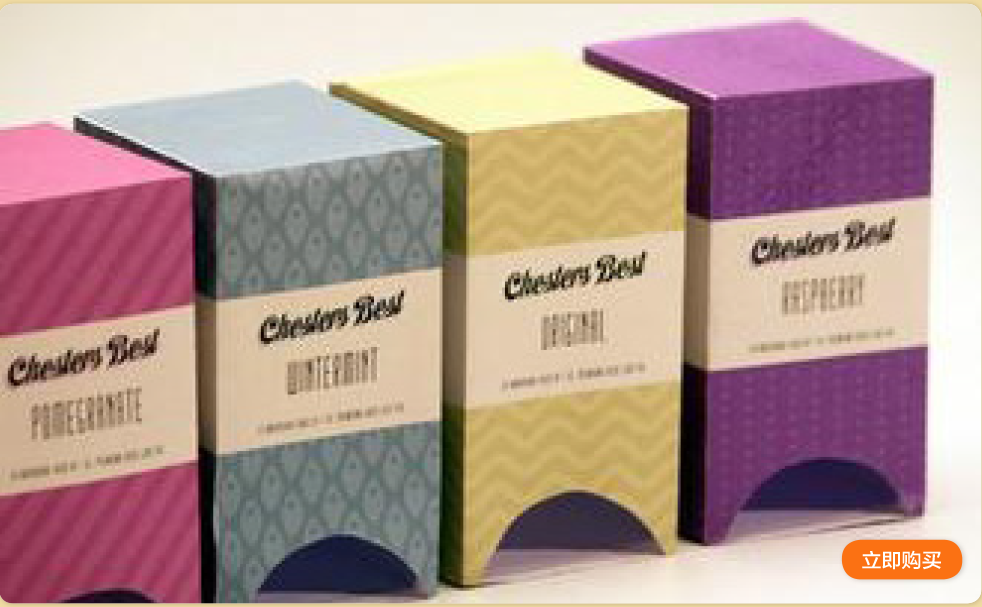 Chesters Best
POMEGRANATE
Chesters Best
WINTERMINT
Chesters Best
ORIGINAL
Chesters Best
RASPBERRY
立即购买